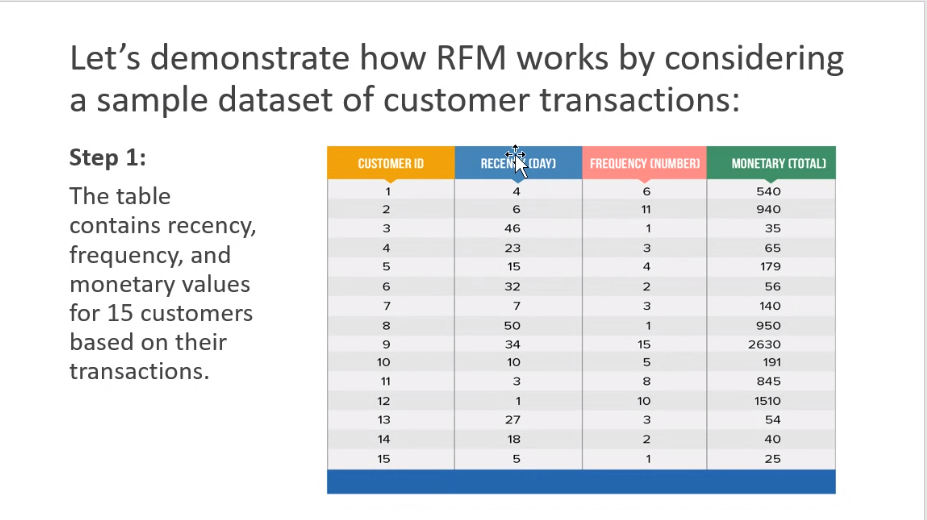 Let's demonstrate how RFM works by considering
a sample dataset of customer transactions:
Step 1:
The table
contains recency,
frequency, and
monetary values
for 15 customers
based on their
transactions.
CUSTOMER ID (DAY) FREQUENCY (NUMBER) MONETARY (TOTAL)
1 4 6 540
2 6 11 940
3 46 1 35
4 23 3 65
5 15 4 179
6 32 2 56
7 7 3 140
8 50 1 950
9 34 15 2630
10 10 5 191
11 3 8 845
12 1 10 1510
13 27 3 54
14 18 2 40
15 5 1 25